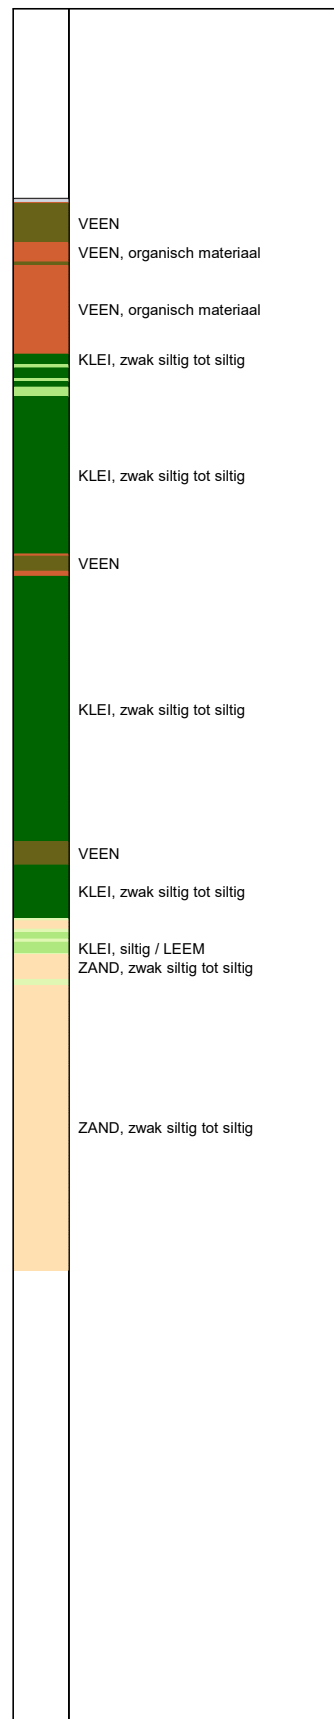 VEEN
VEEN, organisch materiaal
VEEN, organisch materiaal
KLEI, zwak siltig tot siltig
KLEI, zwak siltig tot siltig
VEEN
KLEI, zwak siltig tot siltig
VEEN
KLEI, zwak siltig tot siltig
KLEI, siltig / LEEM
ZAND, zwak siltig tot siltig
ZAND, zwak siltig tot siltig